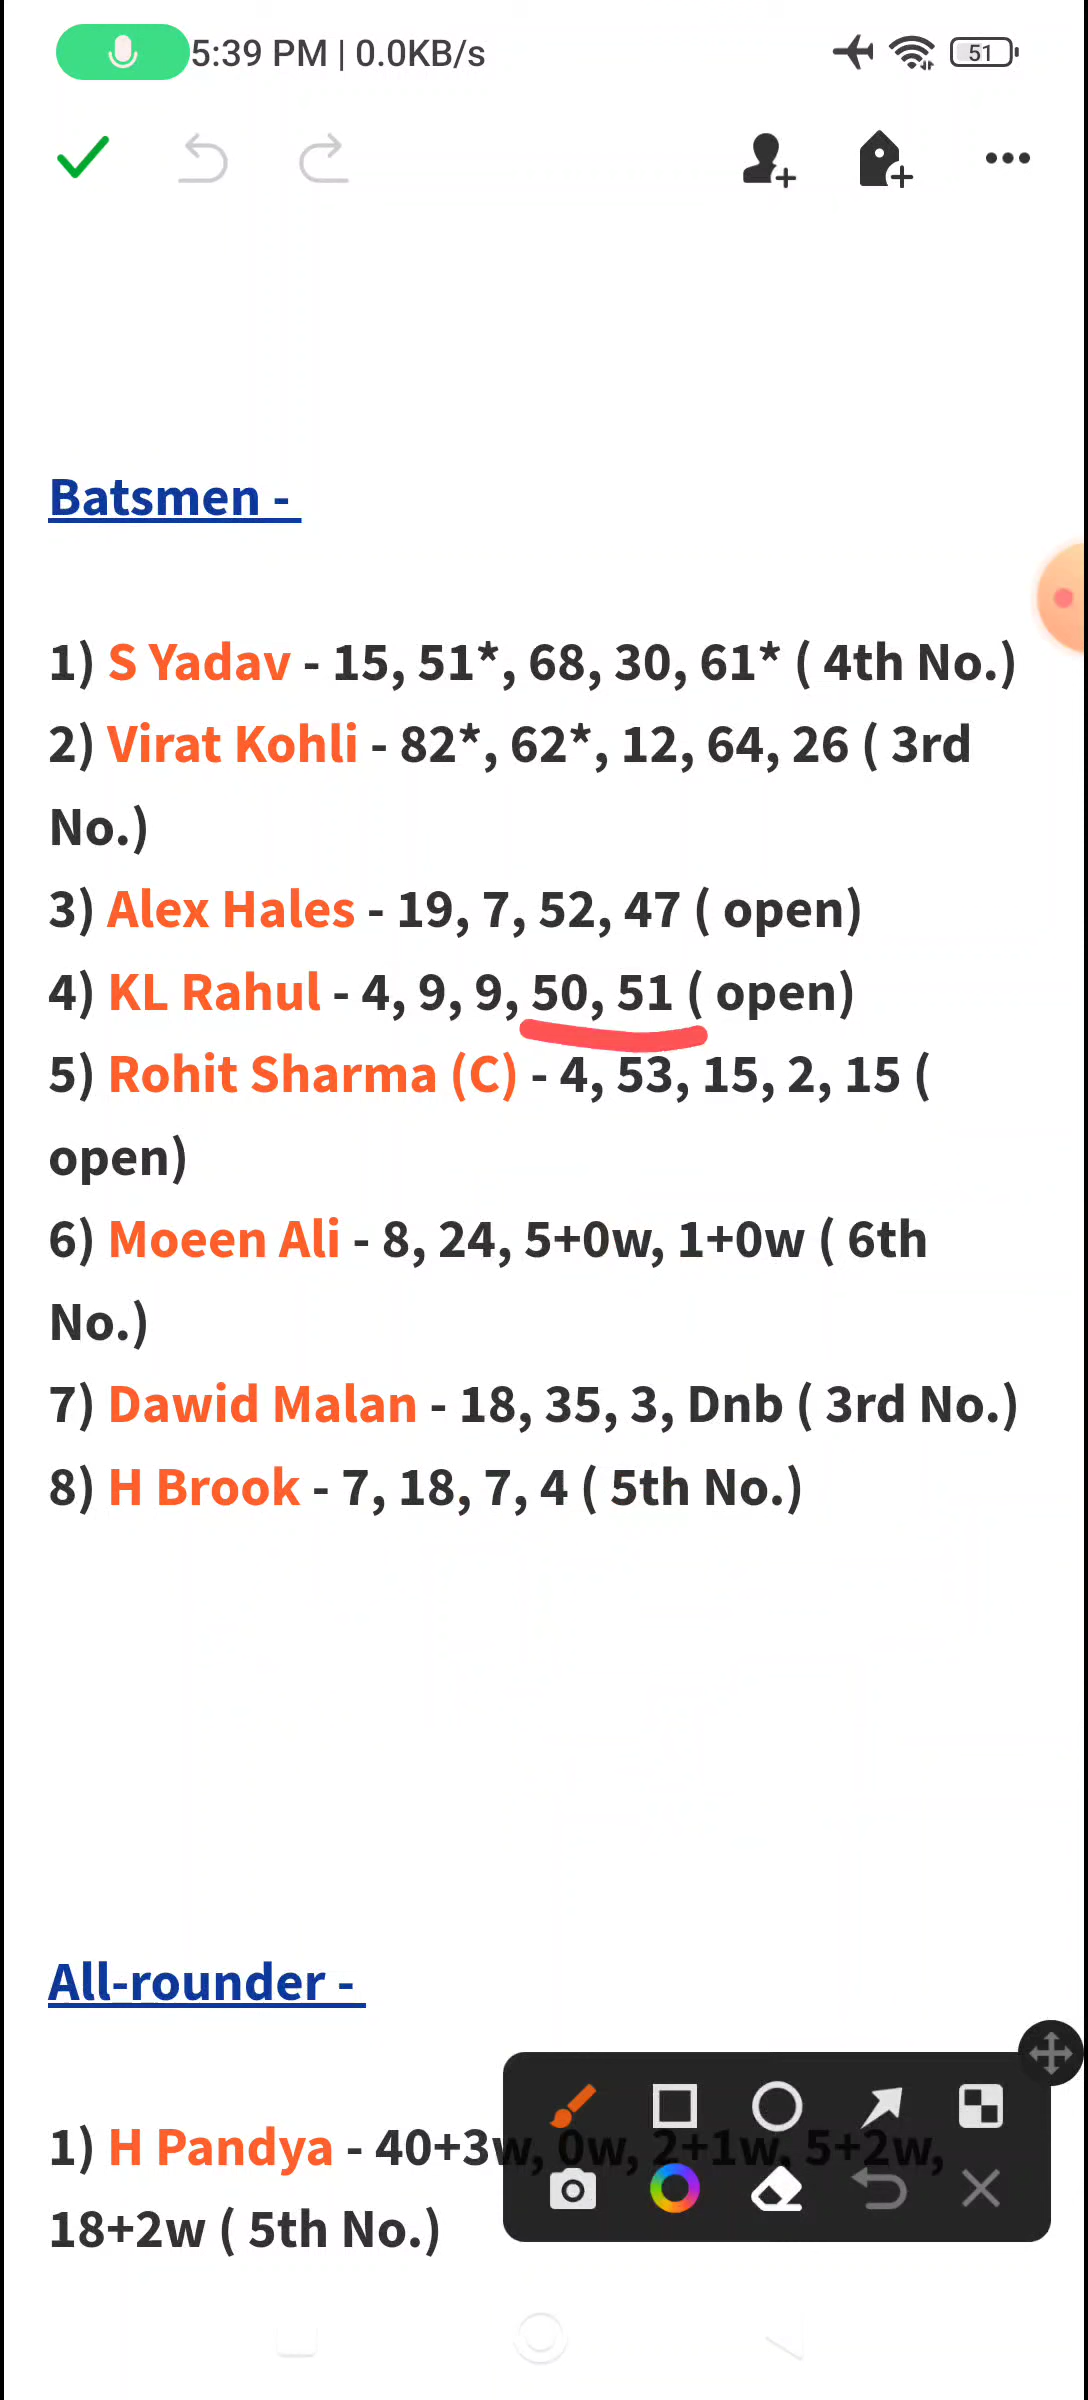 5:39 PM | 0.0KB/s
51
Batsmen -
1) S Yadav - 15, 51*, 68, 30, 61* ( 4th No.)
2) Virat Kohli - 82*, 62*, 12, 64, 26 ( 3rd
No.)
3) Alex Hales - 19, 7, 52, 47 ( open)
4) KL Rahul - 4, 9, 9, 50, 51 ( open)
5) Rohit Sharma (C) - 4, 53, 15, 2, 15 (
open)
6) Moeen Ali - 8, 24, 5+0w, 1+0w ( 6th
No.)
7) Dawid Malan - 18, 35, 3, Dnb ( 3rd No.)
8) H Brook - 7, 18, 7, 4 ( 5th No.)
All-rounder -
1) H Pandya - 40+3w, 0w, 2+1w, 5+2w,
18+2w ( 5th No.)